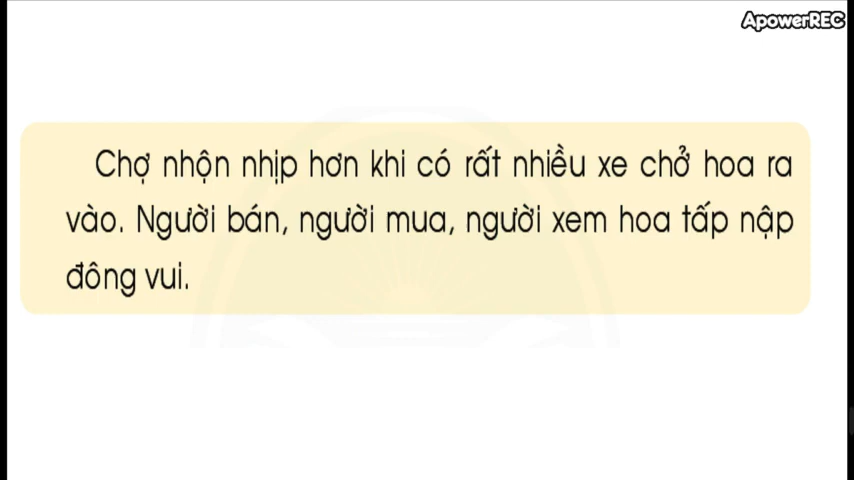 ApowerREC
Chợ nhộn nhịp hơn khi có rất nhiều xe chở hoa ra
vào. Người bán, người mua, người xem hoa tấp nập
đông vui.